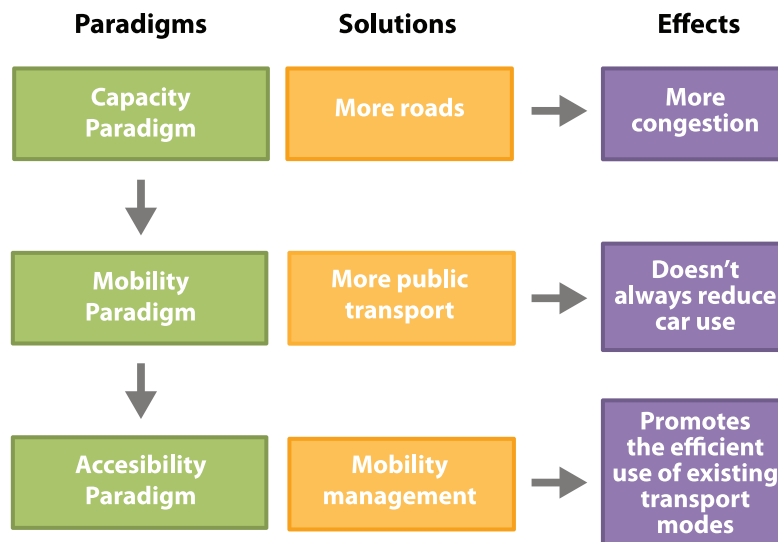 Paradigms
Solutions
Effects
Capacity
Paradigm
More roads
More
congestion
Mobility
Paradigm
More public
transport
Doesn't
always reduce
car use
Accesibility
Paradigm
Mobility
management
Promotes
the efficient
use of existing
transport
modes